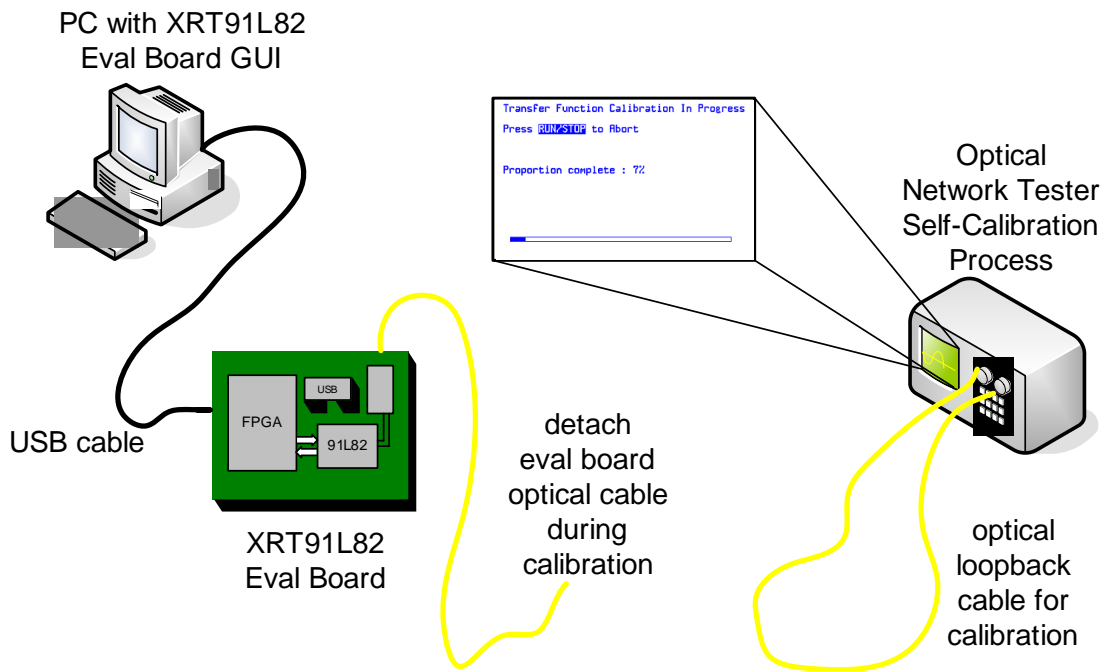 PC with XRT91L82
Eval Board GUI
Transfer Function Calibration In Progress
Press RUN/STOP to Abort
Proportion complete : 7%
Optical
Network Tester
Self-Calibration
Process
USB cable
USB
FPGA
91L82
XRT91L82
Eval Board
detach
eval board
optical cable
during
calibration
optical
loopback
cable for
calibration